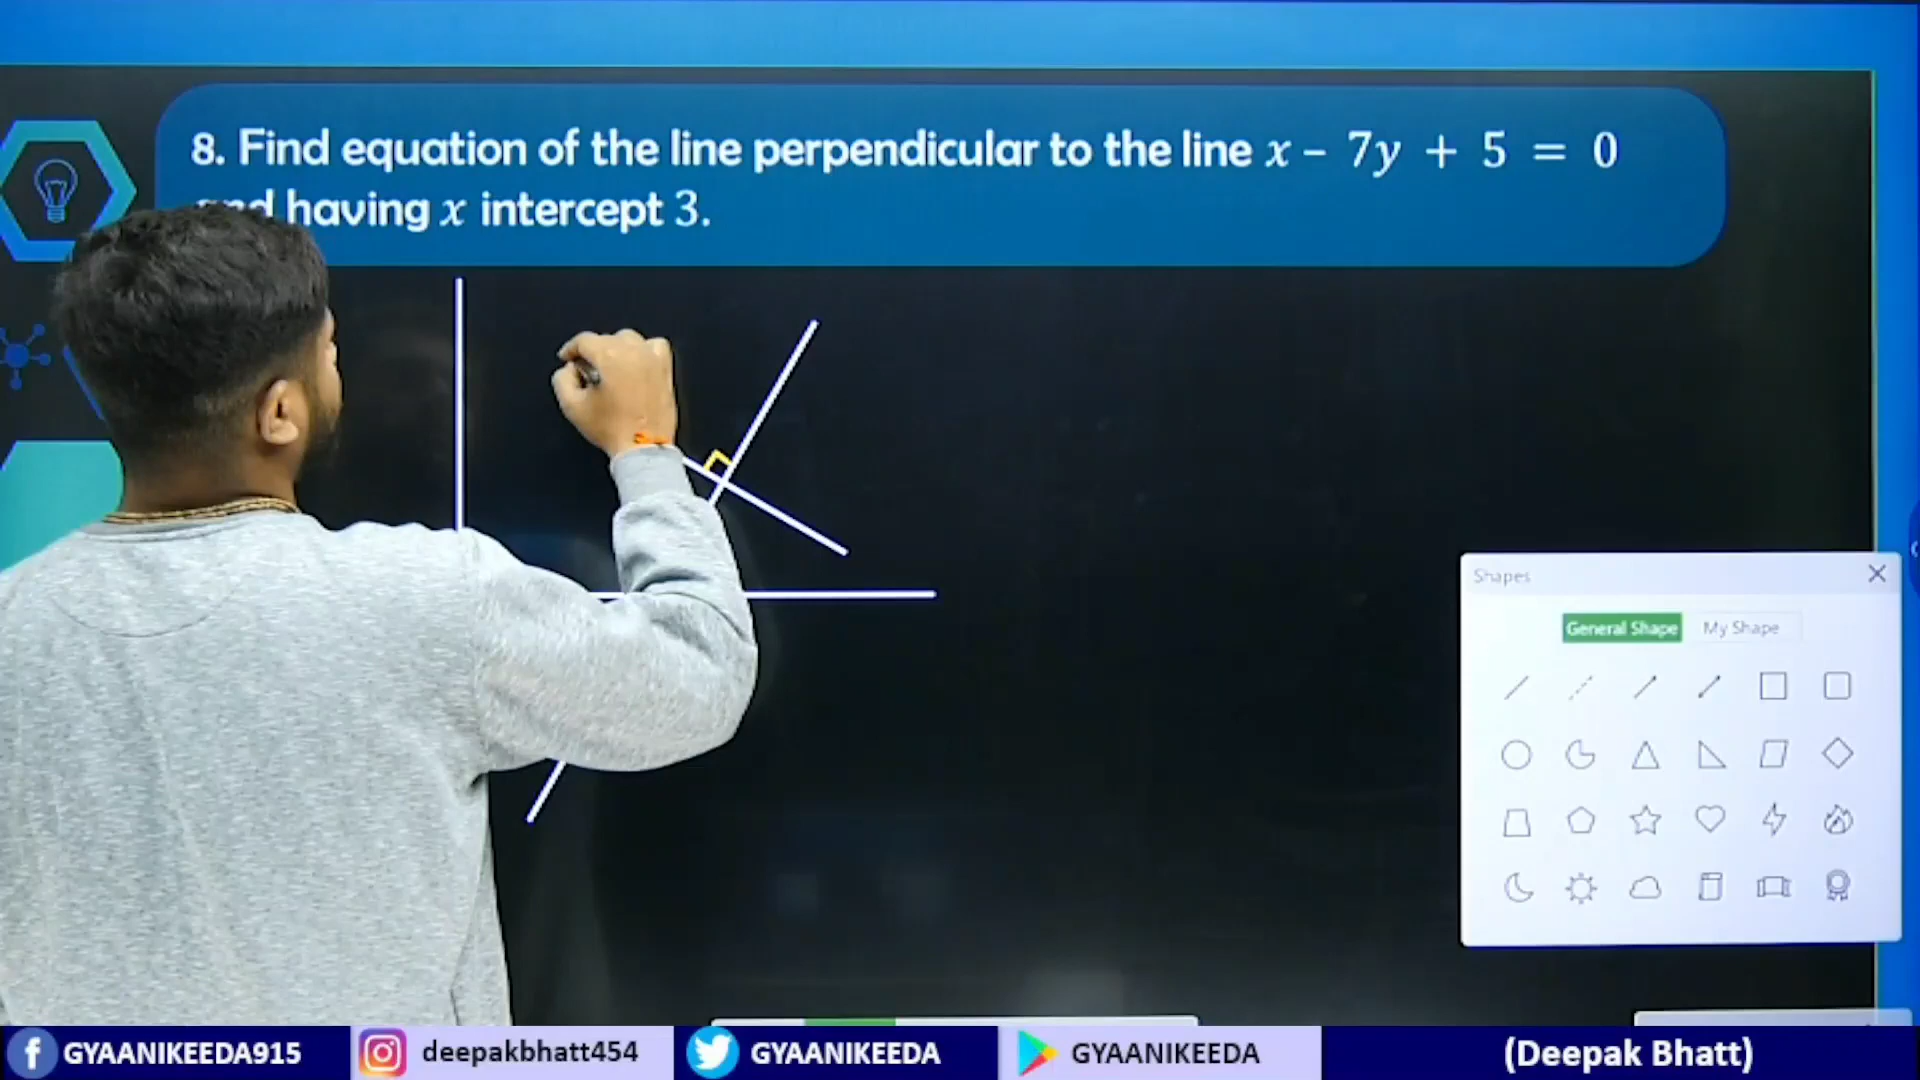 8. Find equation of the line perpendicular to the line x – 7y + 5 = 0
and having x intercept 3.
Shapes
General Shape My Shape
GYAANIKEEDA915 deepakbhatt454 GYAANIKEEDA GYAANIKEEDA (Deepak Bhatt)